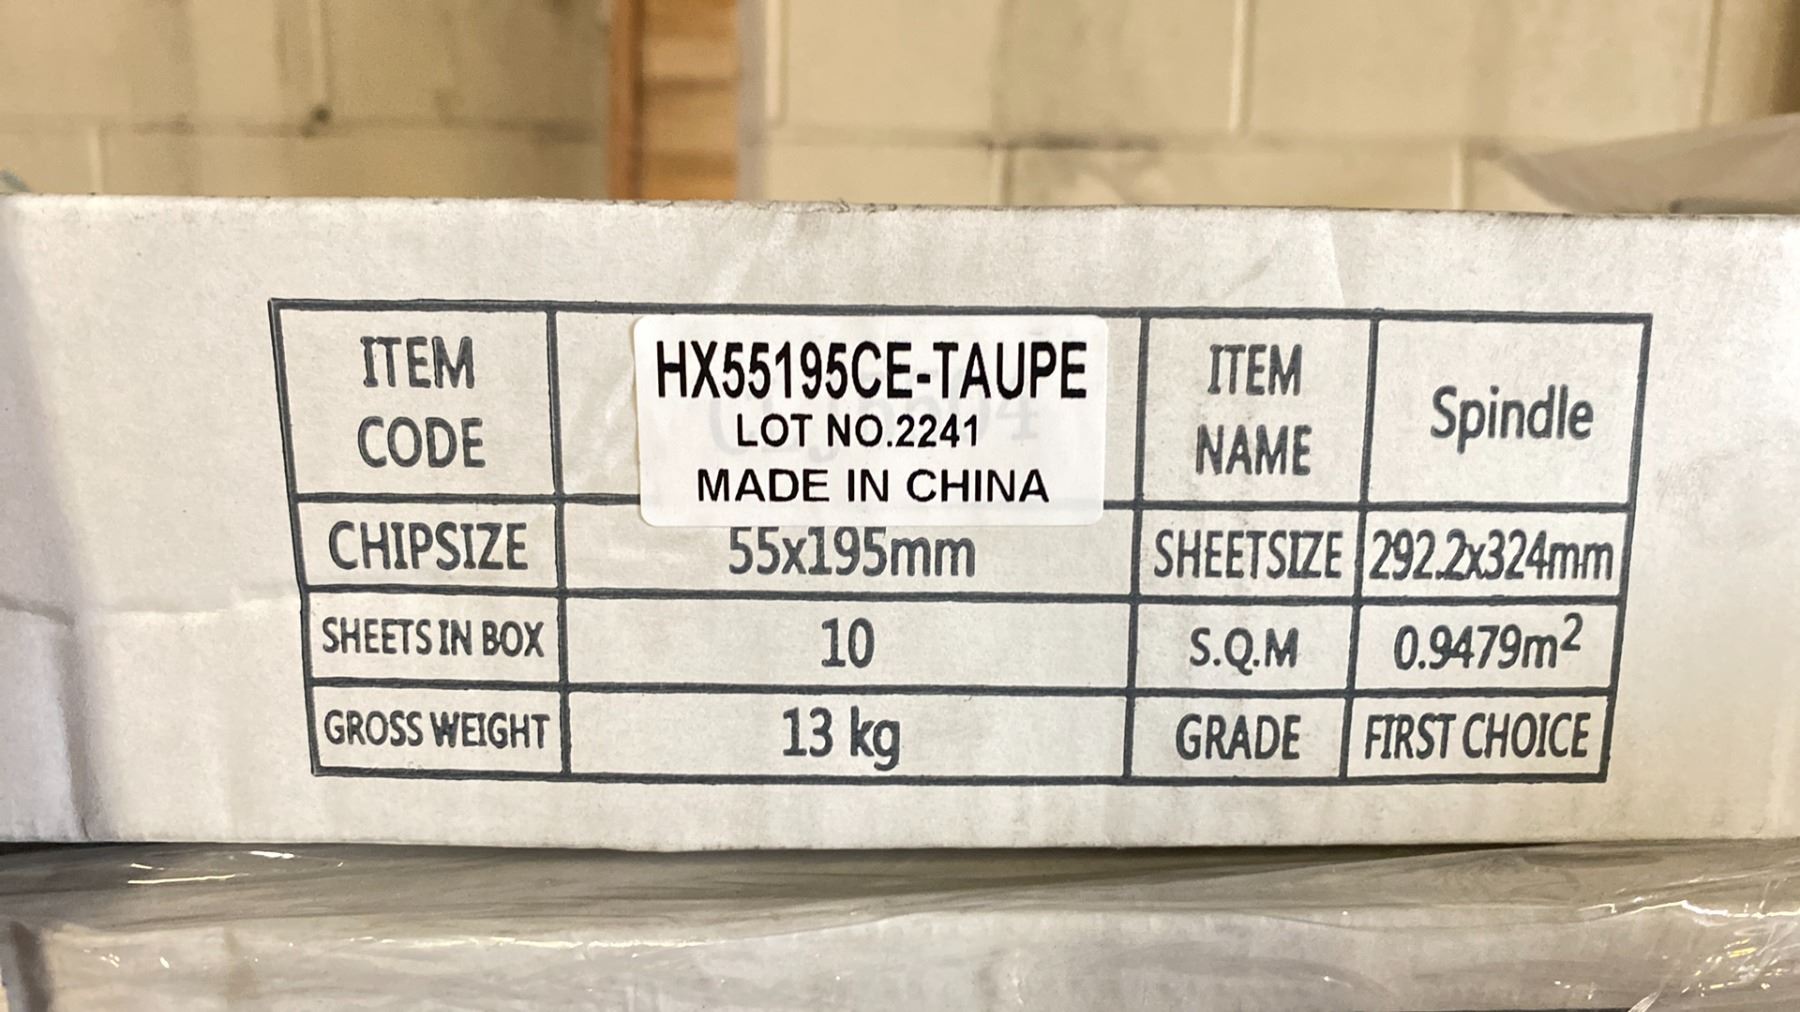 ITEM CODE
HX55195CE-TAUPE
LOT NO.2241
MADE IN CHINA
ITEM NAME
Spindle
CHIPSIZE
55x195mm
SHEETSIZE
292.2x324mm
SHEETS IN BOX
10
S.Q.M
0.9479m²
GROSS WEIGHT
13 kg
GRADE
FIRST CHOICE